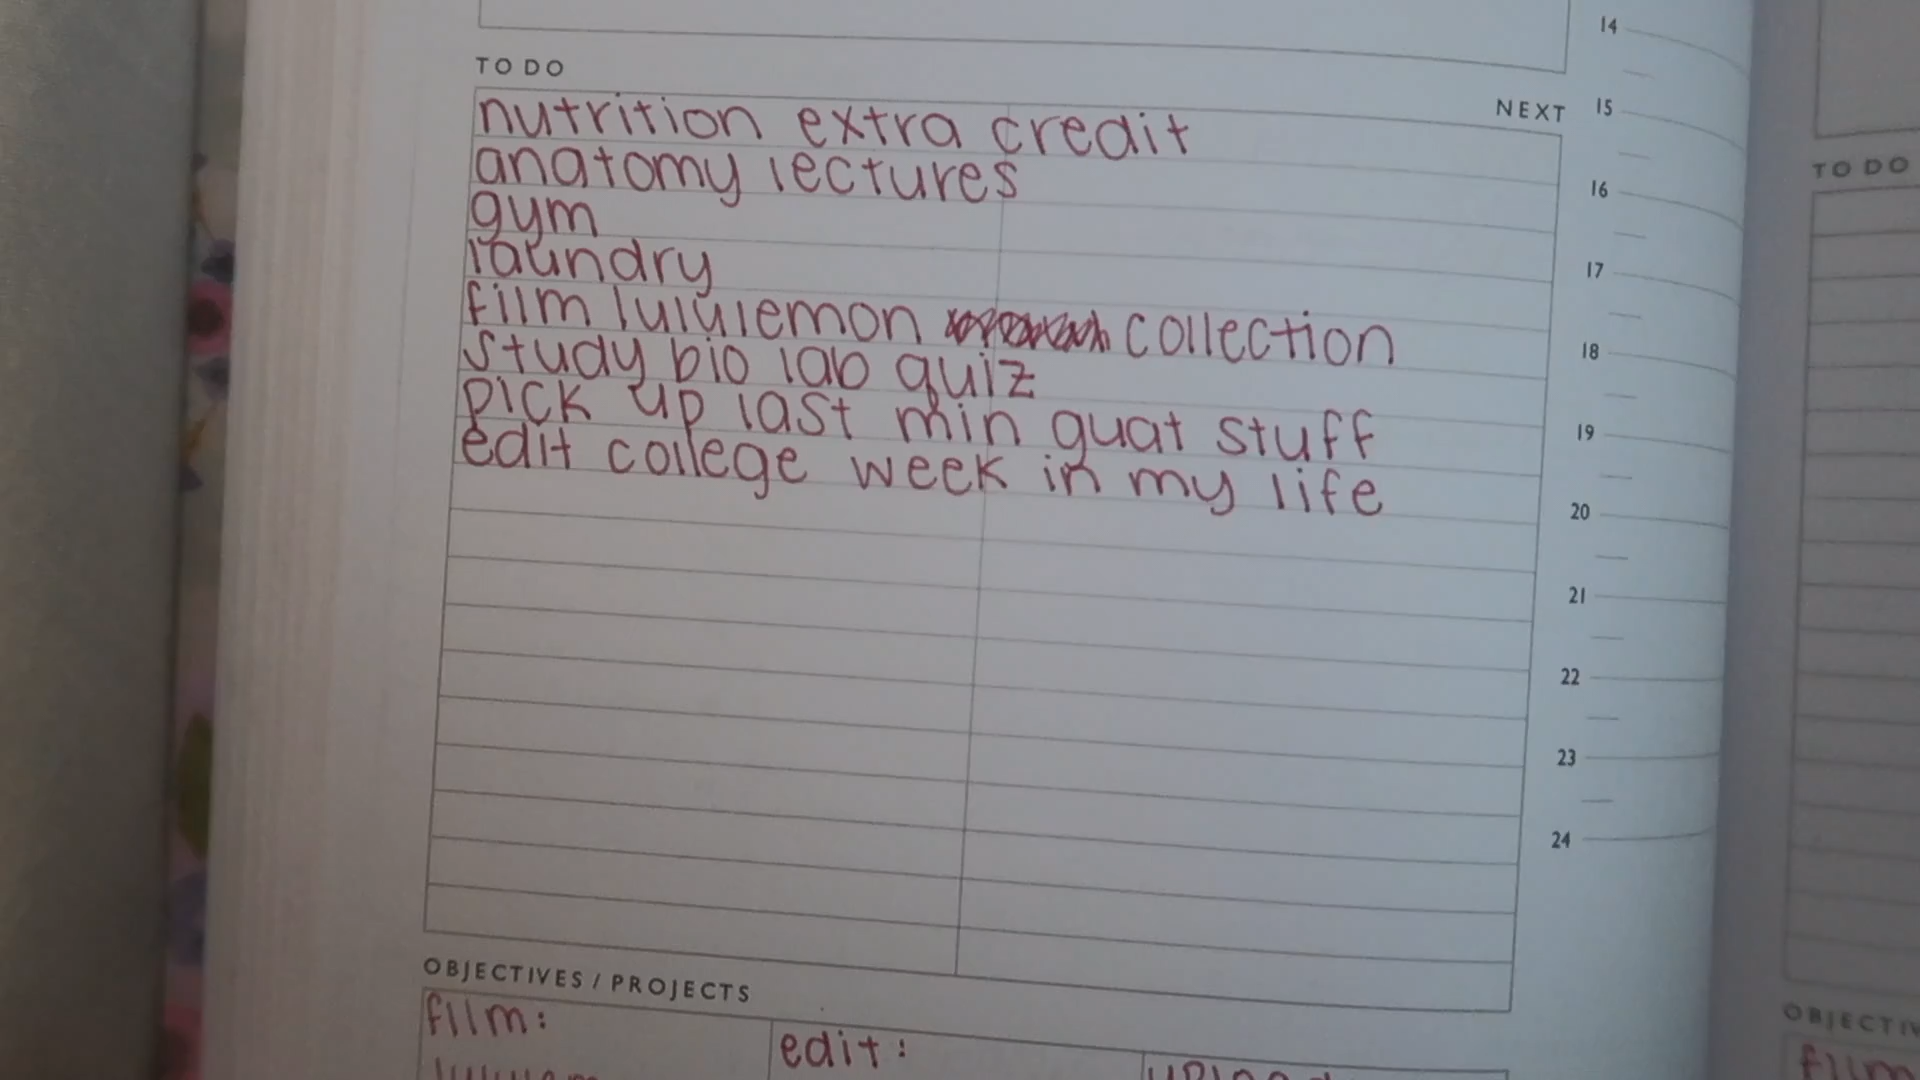 14
TO DO
NEXT 15
nutrition extra credit
anatomy lectures
16
gym
laundry
17
film lululemon collection
18
study bio lab quiz
pick up last min guat stuff
19
edit college week in my life
20
21
22
23
24
OBJECTIVES / PROJECTS
film:
edit:
TO DO
film